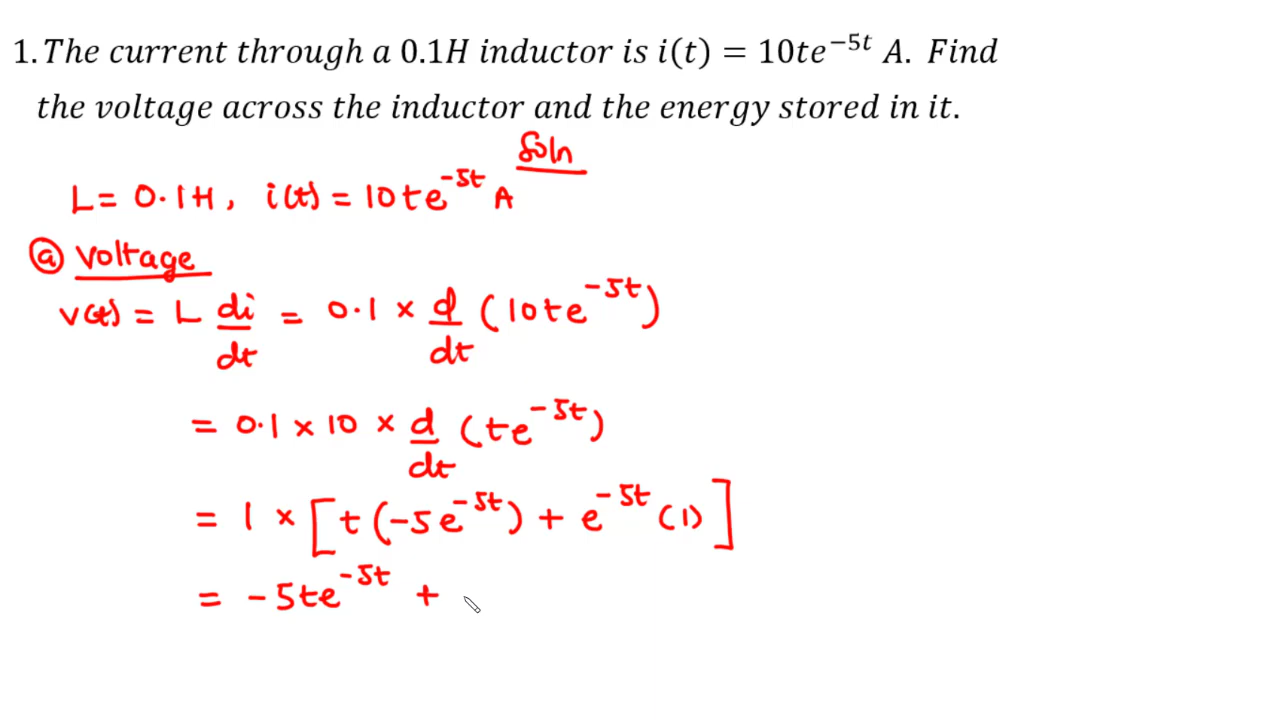 1. The current through a 0.1H inductor is i(t) = 10te⁻⁵ᵗ A. Find
the voltage across the inductor and the energy stored in it.
Soln
L = 0.1H, i(t) = 10te⁻⁵ᵗ A
ⓐ Voltage
v(t) = L di/dt = 0.1 × d/dt (10te⁻⁵ᵗ)
= 0.1 × 10 × d/dt (te⁻⁵ᵗ)
= 1 × [t(-5e⁻⁵ᵗ) + e⁻⁵ᵗ(1)]
= -5te⁻⁵ᵗ +